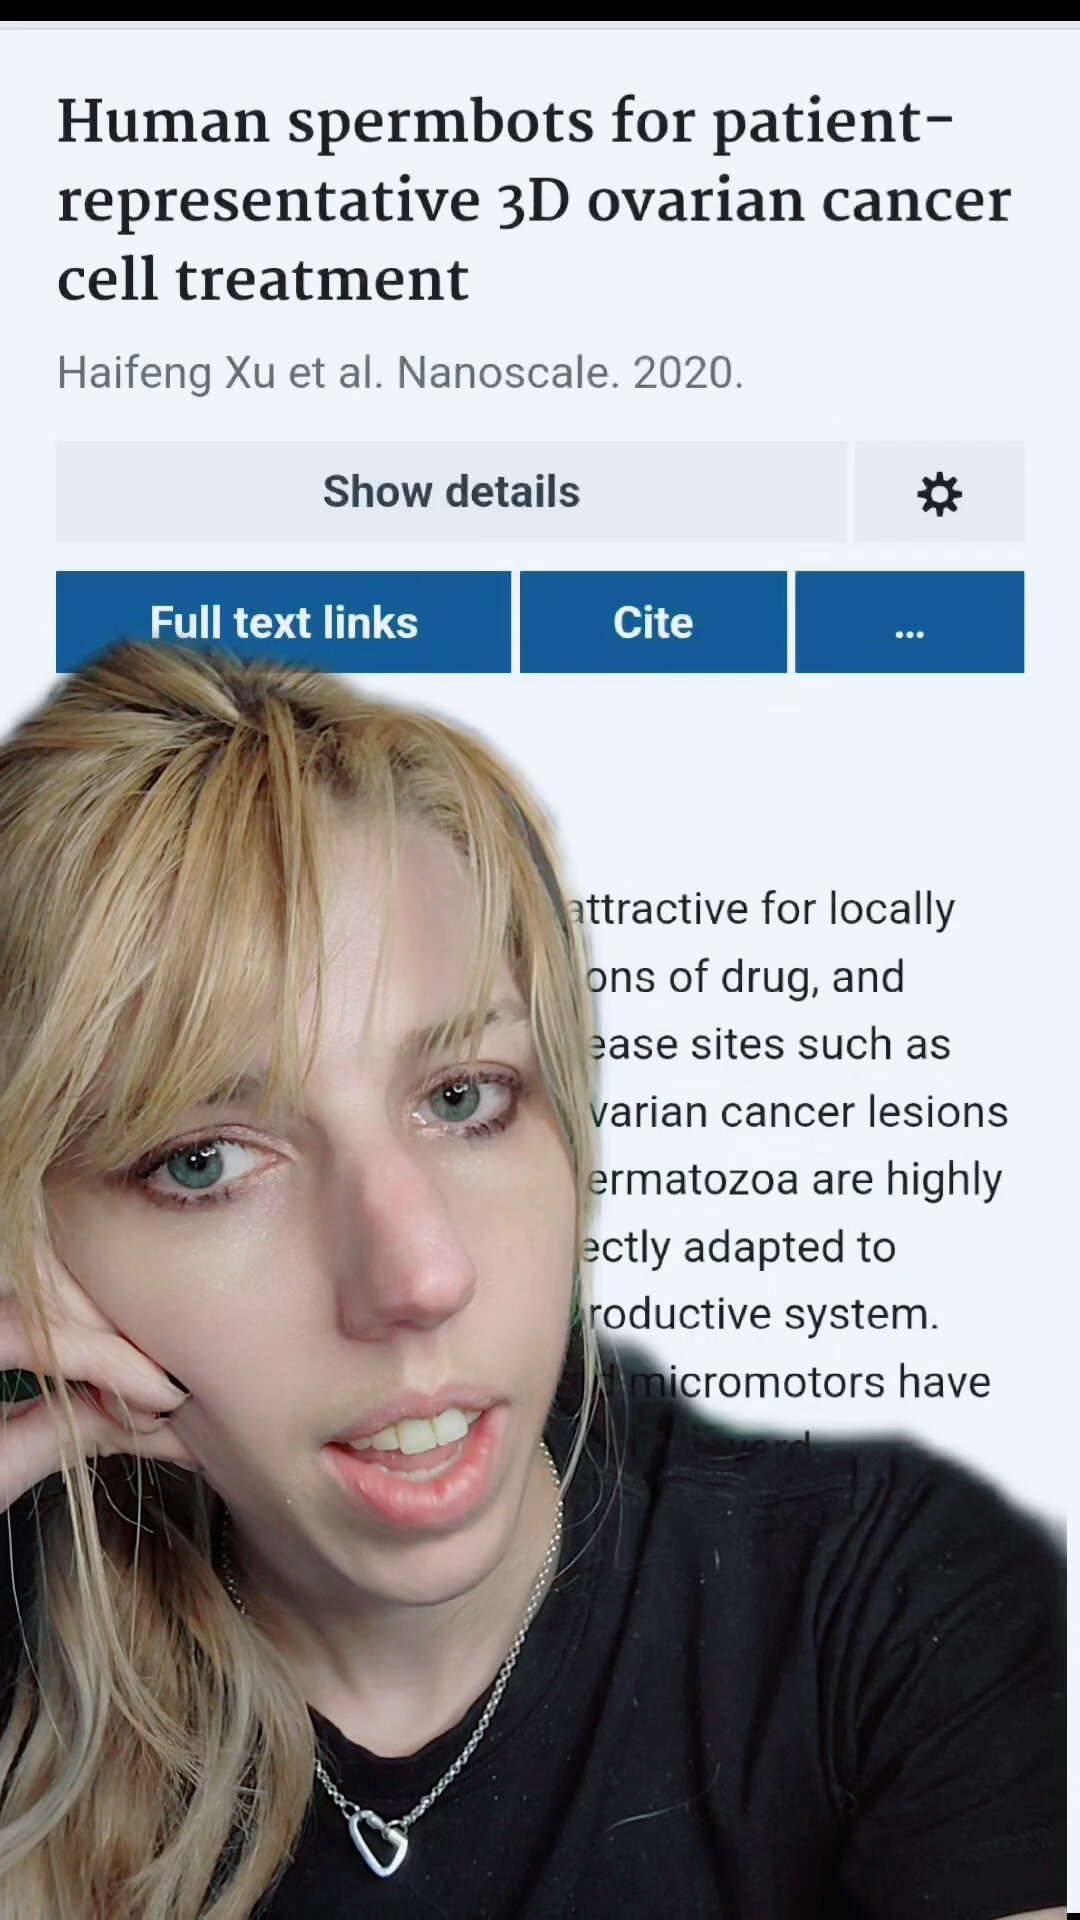 Human spermbots for patient-
representative 3D ovarian cancer
cell treatment
Haifeng Xu et al. Nanoscale. 2020.
Show details
Full text links
Cite
...
attractive for locally
ons of drug, and
ease sites such as
varian cancer lesions
ermatozoa are highly
ectly adapted to
roductive system.
d micromotors have